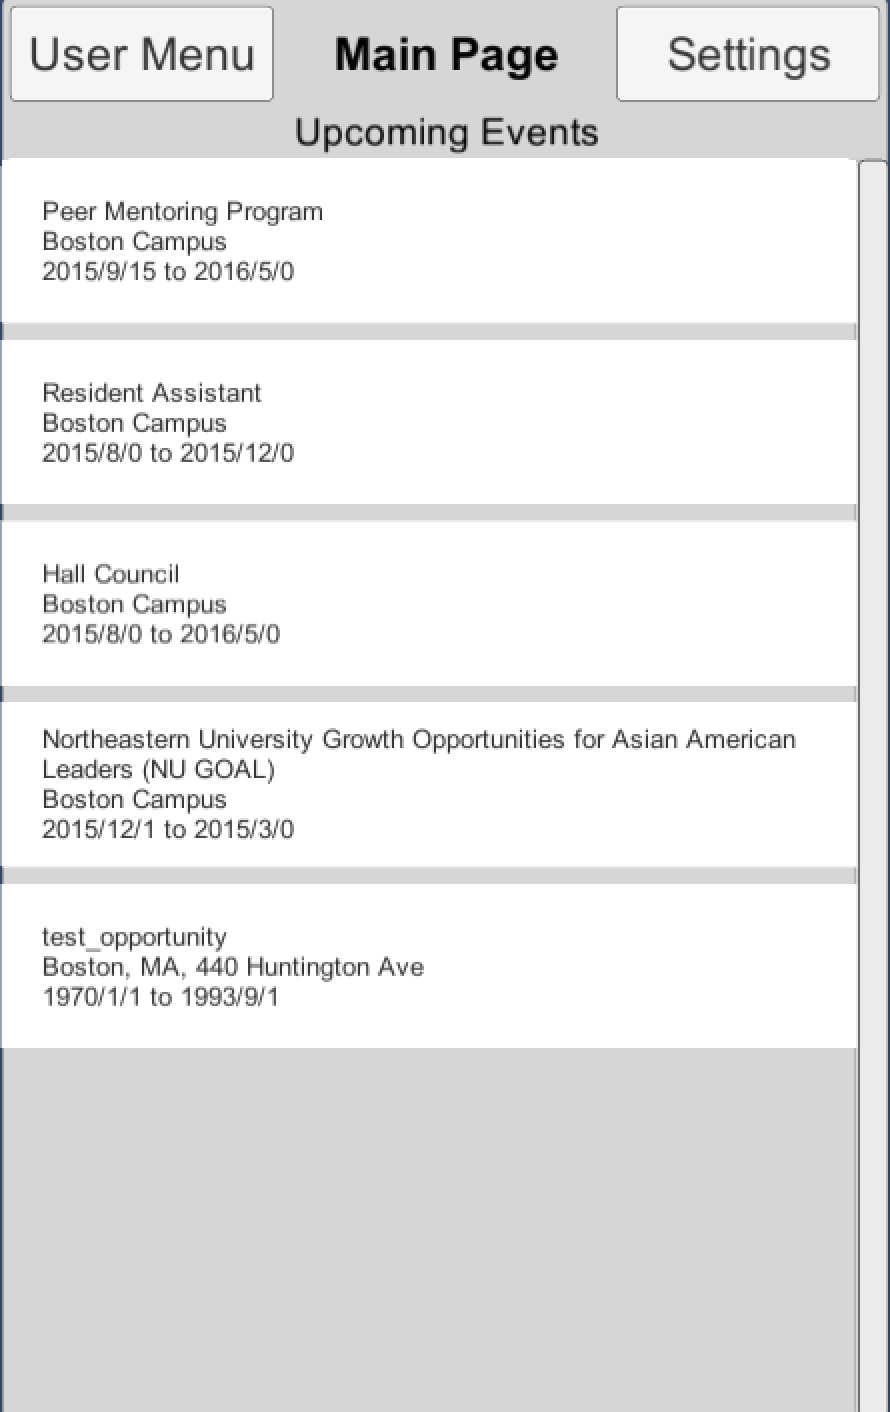 User Menu
Main Page
Settings
Upcoming Events
Peer Mentoring Program
Boston Campus
2015/9/15 to 2016/5/0
Resident Assistant
Boston Campus
2015/8/0 to 2015/12/0
Hall Council
Boston Campus
2015/8/0 to 2016/5/0
Northeastern University Growth Opportunities for Asian American
Leaders (NU GOAL)
Boston Campus
2015/12/1 to 2015/3/0
test_opportunity
Boston, MA, 440 Huntington Ave
1970/1/1 to 1993/9/1